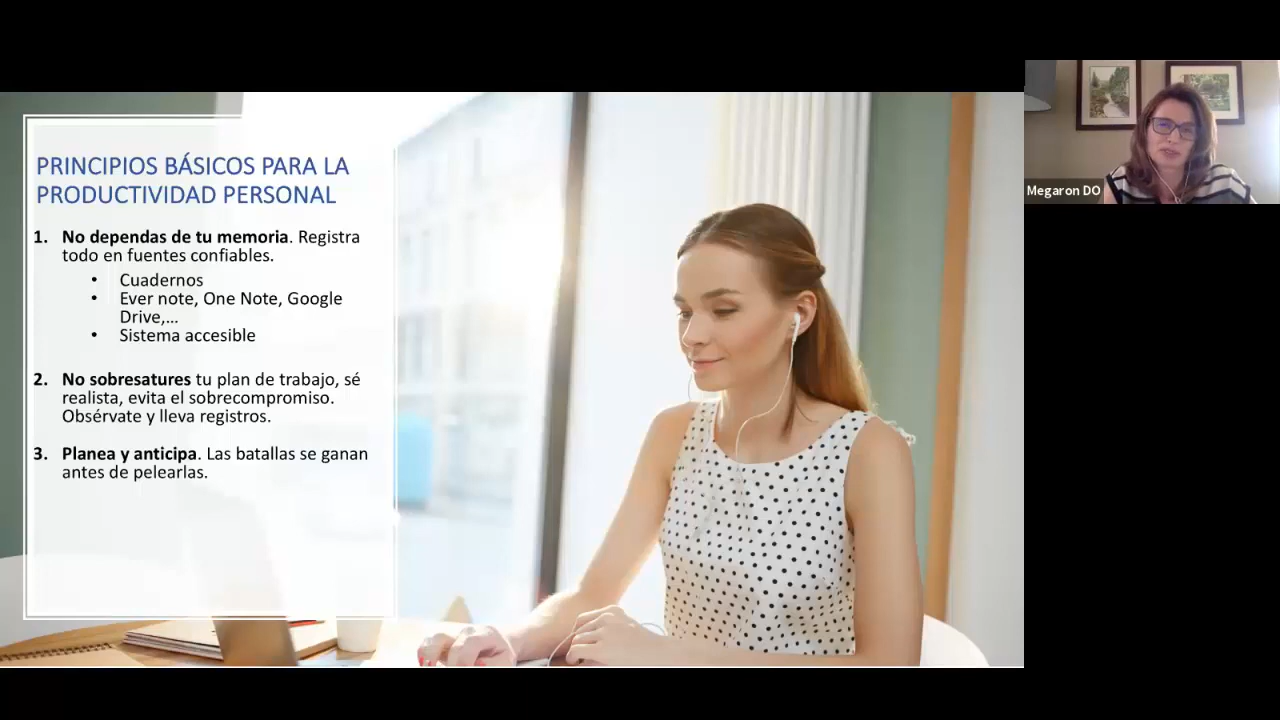 PRINCIPIOS BÁSICOS PARA LA
PRODUCTIVIDAD PERSONAL
1. No dependas de tu memoria. Registra
todo en fuentes confiables.
• Cuadernos
• Ever note, One Note, Google
Drive,...
• Sistema accesible
2. No sobresatures tu plan de trabajo, sé
realista, evita el sobrecompromiso.
Obsérvate y lleva registros.
3. Planea y anticipa. Las batallas se ganan
antes de pelearlas.
Megaron DO